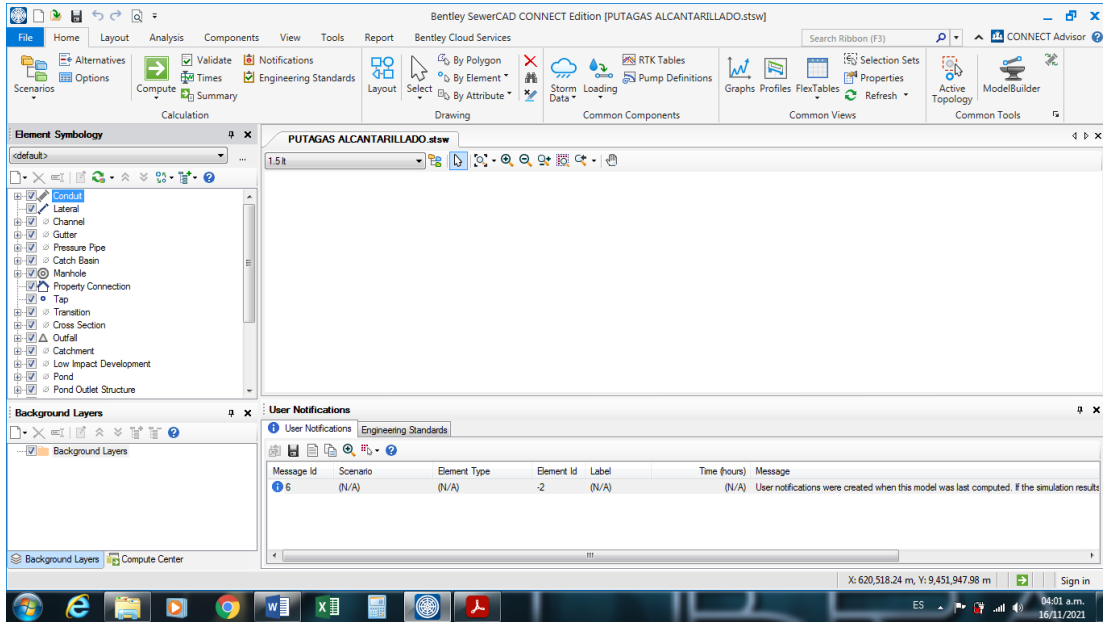 Bentley SewerCAD CONNECT Edition [PUTAGAS ALCANTARILLADO.stsw]
File Home Layout Analysis Components View Tools Report Bentley Cloud Services Search Ribbon (F3) CONNECT Advisor
Scenarios
Alternatives
Options
Compute
Validate
Times
Summary
Notifications
Engineering Standards
Calculation
Layout
Select
By Polygon
By Element
By Attribute
Drawing
Storm Data
Loading
RTK Tables
Pump Definitions
Common Components
Graphs Profiles FlexTables
Selection Sets
Properties
Refresh
Common Views
Active Topology
ModelBuilder
Common Tools
Element Symbology
<default>
...
Conduit
Lateral
Channel
Gutter
Pressure Pipe
Catch Basin
Manhole
Property Connection
Tap
Transition
Cross Section
Outfall
Catchment
Low Impact Development
Pond
Pond Outlet Structure
PUTAGAS ALCANTARILLADO.stsw
1.5 lt
Background Layers
Background Layers
Background Layers Compute Center
User Notifications
User Notifications Engineering Standards
Message Id Scenario Element Type Element Id Label Time (hours) Message
6 (N/A) (N/A) -2 (N/A) (N/A) User notifications were created when this model was last computed. If the simulation results
X: 620,518.24 m, Y: 9,451,947.98 m Sign in
ES 04:01 a.m.
16/11/2021